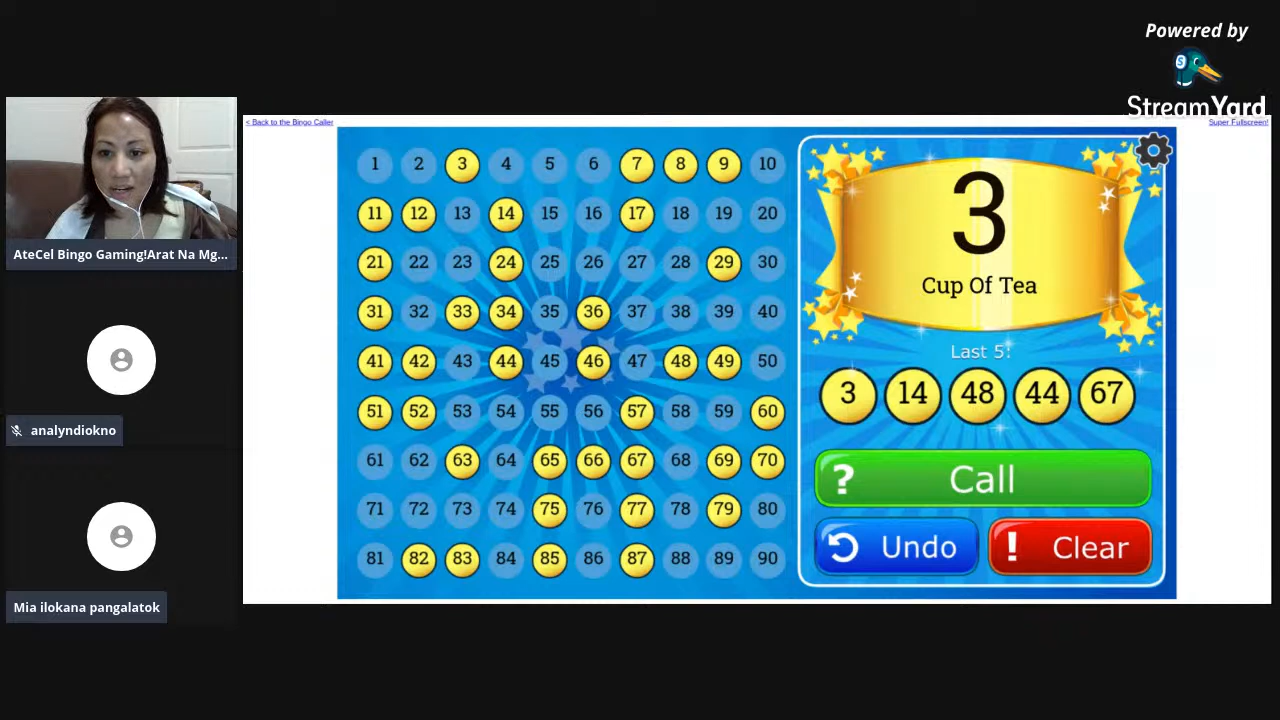 Powered by
StreamYard
< Back to the Bingo Caller
Super Fullscreen!
AteCel Bingo Gaming!Arat Na Mg...
analyndiokno
Mia ilokana pangalatok
1 2 3 4 5 6 7 8 9 10
11 12 13 14 15 16 17 18 19 20
21 22 23 24 25 26 27 28 29 30
31 32 33 34 35 36 37 38 39 40
41 42 43 44 45 46 47 48 49 50
51 52 53 54 55 56 57 58 59 60
61 62 63 64 65 66 67 68 69 70
71 72 73 74 75 76 77 78 79 80
81 82 83 84 85 86 87 88 89 90
3
Cup Of Tea
Last 5:
3 14 48 44 67
? Call
Undo
! Clear